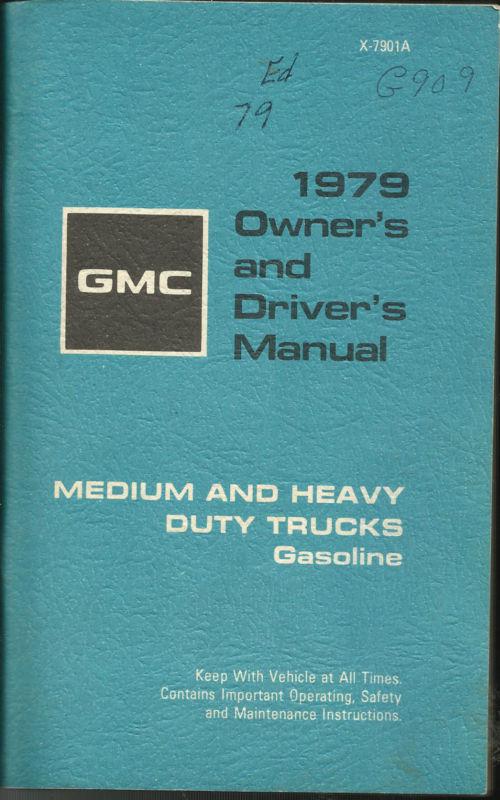 X-7901A
Ed
G909
79
1979
Owner's
and
Driver's
Manual
GMC
MEDIUM AND HEAVY
DUTY TRUCKS
Gasoline
Keep With Vehicle at All Times.
Contains Important Operating, Safety
and Maintenance Instructions.